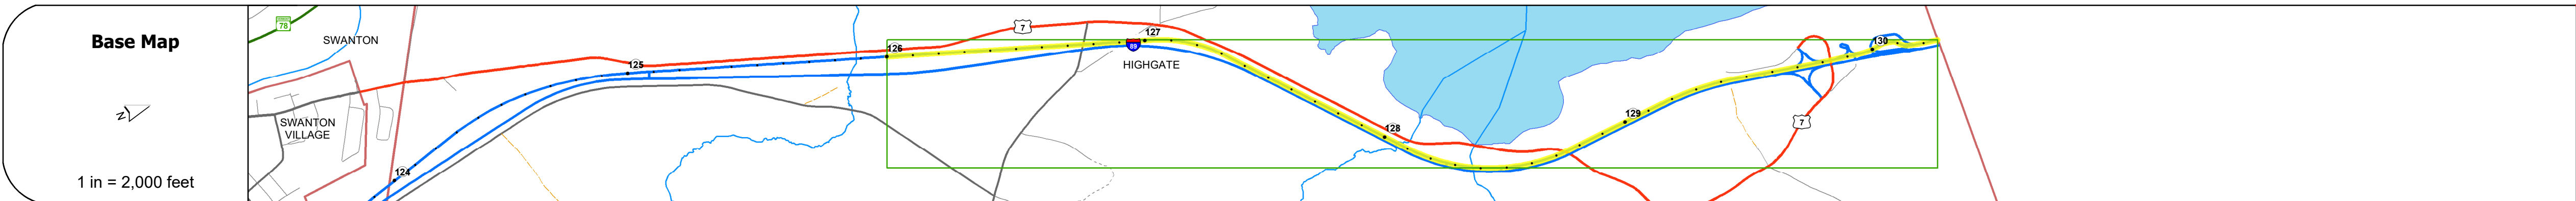 Base Map
N
1 in = 2,000 feet
78
SWANTON
SWANTON
VILLAGE
124
125
126
7
89
127
HIGHGATE
128
129
7
130